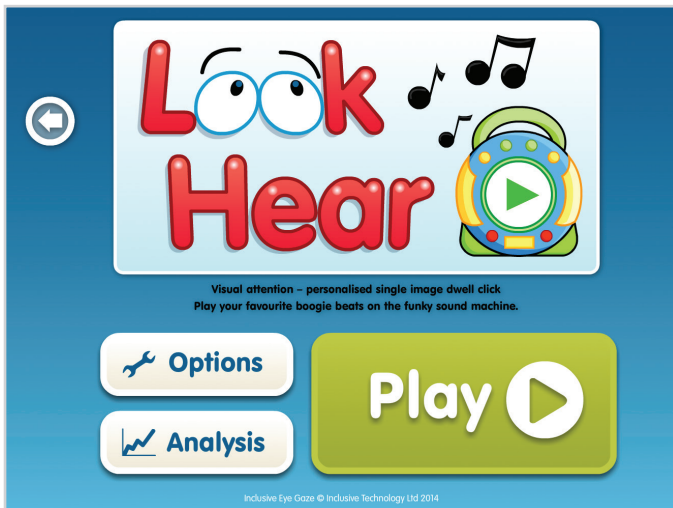 Look
Hear
Visual attention – personalised single image dwell click
Play your favourite boogie beats on the funky sound machine.
Options
Play
Analysis
Inclusive Eye Gaze © Inclusive Technology Ltd 2014